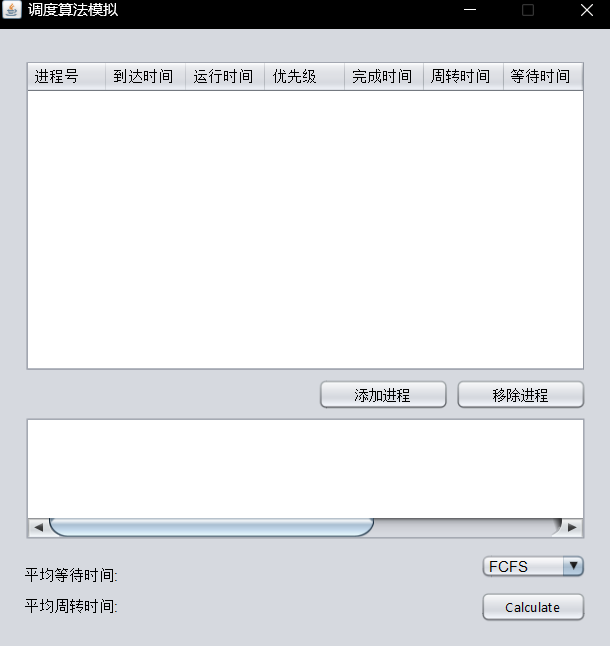 调度算法模拟
进程号 到达时间 运行时间 优先级 完成时间 周转时间 等待时间
添加进程 移除进程
平均等待时间: FCFS
平均周转时间: Calculate